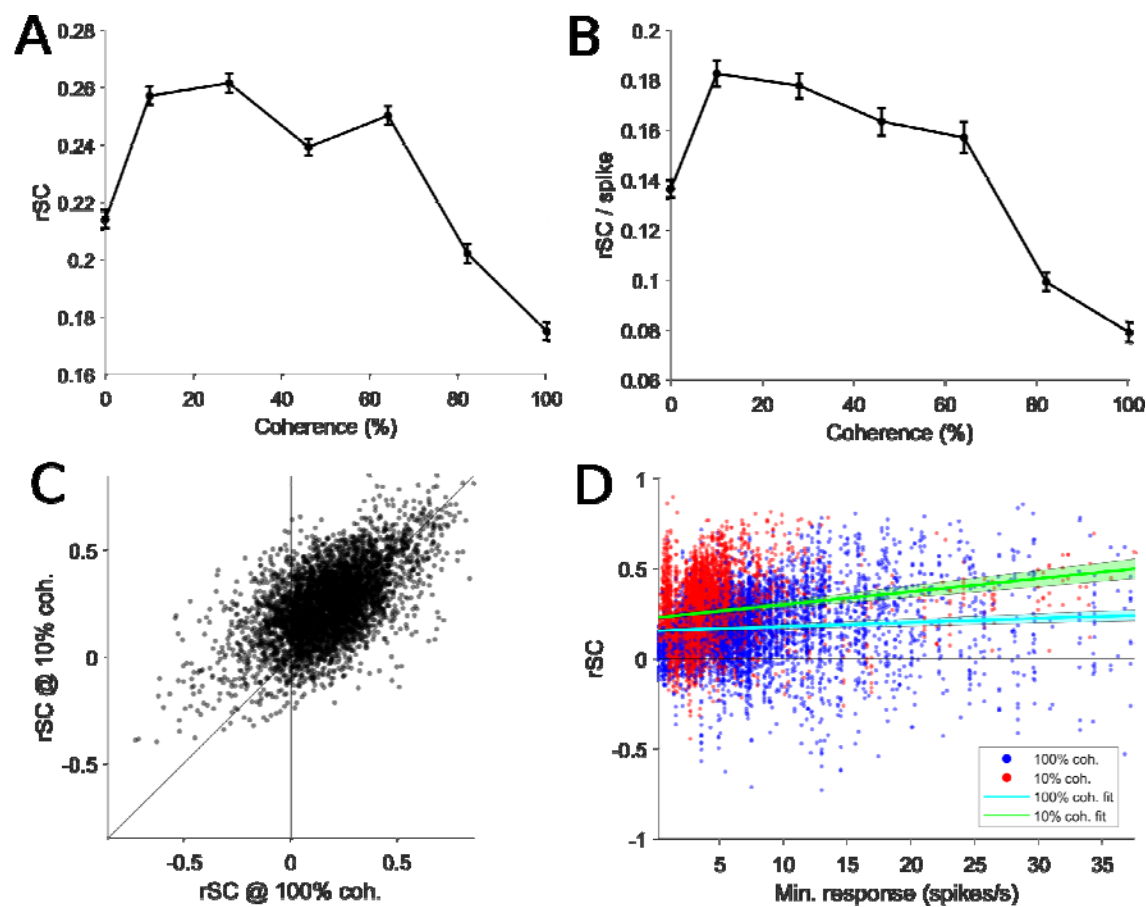 A
0.28
0.26
0.24
0.22
0.2
0.18
0.16
rSC
0
20
40
60
80
100
Coherence (%)
B
0.2
0.18
0.16
0.14
0.12
0.1
0.08
0.06
rSC / spike
0
20
40
60
80
100
Coherence (%)
C
0.5
0
-0.5
rSC @ 10% coh.
-0.5
0
0.5
rSC @ 100% coh.
D
1
0.5
0
-0.5
-1
rSC
5
10
15
20
25
30
35
Min. response (spikes/s)
100% coh.
10% coh.
100% coh. fit
10% coh. fit